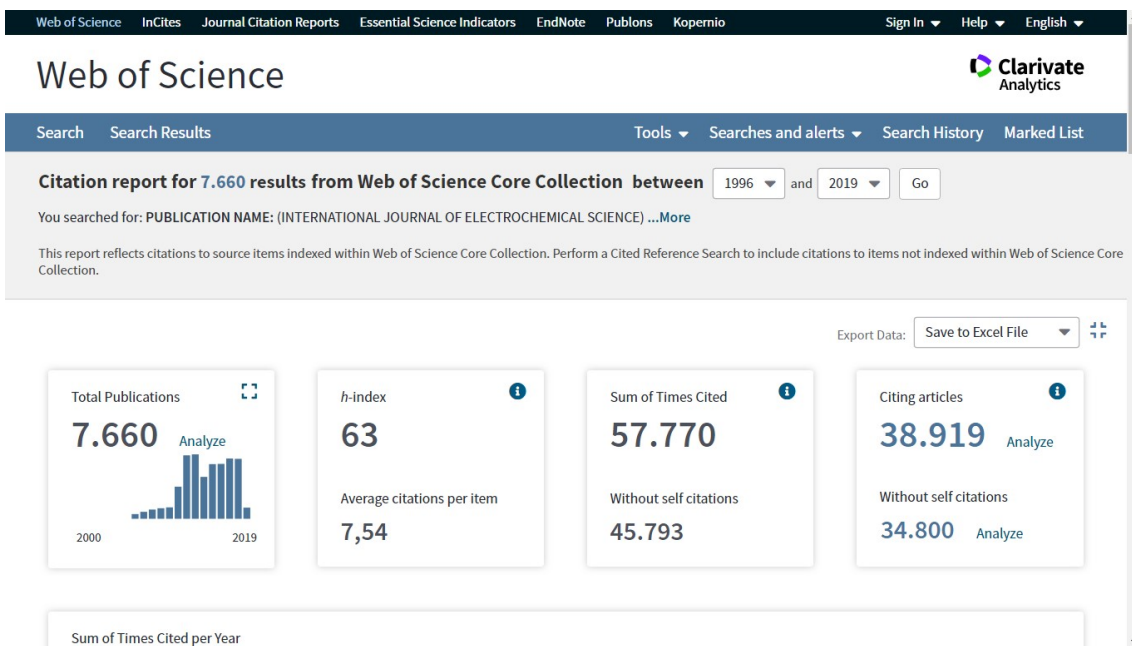 Web of Science InCites Journal Citation Reports Essential Science Indicators EndNote Publons Kopernio Sign In Help English
Web of Science
Clarivate
Analytics
Search Search Results Tools Searches and alerts Search History Marked List
Citation report for 7.660 results from Web of Science Core Collection between 1996 and 2019 Go
You searched for: PUBLICATION NAME: (INTERNATIONAL JOURNAL OF ELECTROCHEMICAL SCIENCE) ...More
This report reflects citations to source items indexed within Web of Science Core Collection. Perform a Cited Reference Search to include citations to items not indexed within Web of Science Core
Collection.
Export Data: Save to Excel File
Total Publications
7.660 Analyze
2000 2019
h-index
63
Average citations per item
7,54
Sum of Times Cited
57.770
Without self citations
45.793
Citing articles
38.919 Analyze
Without self citations
34.800 Analyze
Sum of Times Cited per Year